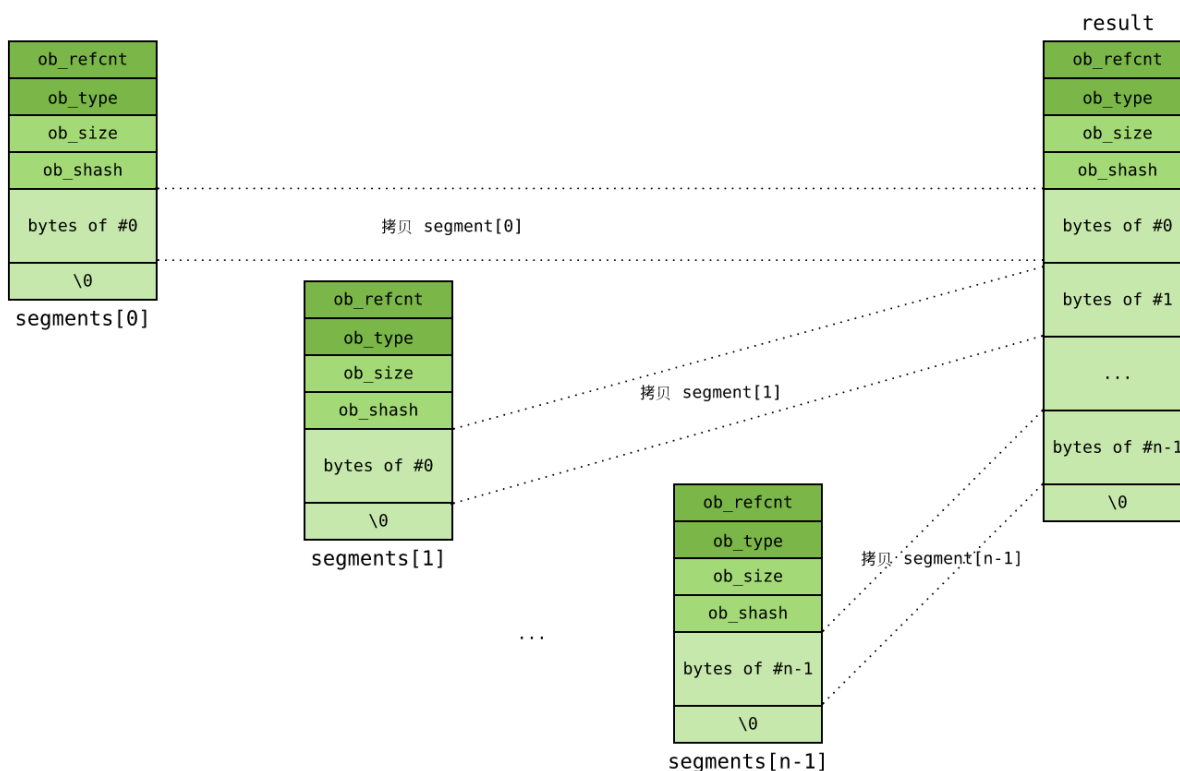 ob_refcnt
ob_type
ob_size
ob_shash
bytes of #0
\0
segments[0]
拷贝 segment[0]
ob_refcnt
ob_type
ob_size
ob_shash
bytes of #0
\0
segments[1]
拷贝 segment[1]
...
ob_refcnt
ob_type
ob_size
ob_shash
bytes of #n-1
\0
segments[n-1]
拷贝 segment[n-1]
result
ob_refcnt
ob_type
ob_size
ob_shash
bytes of #0
bytes of #1
...
bytes of #n-1
\0